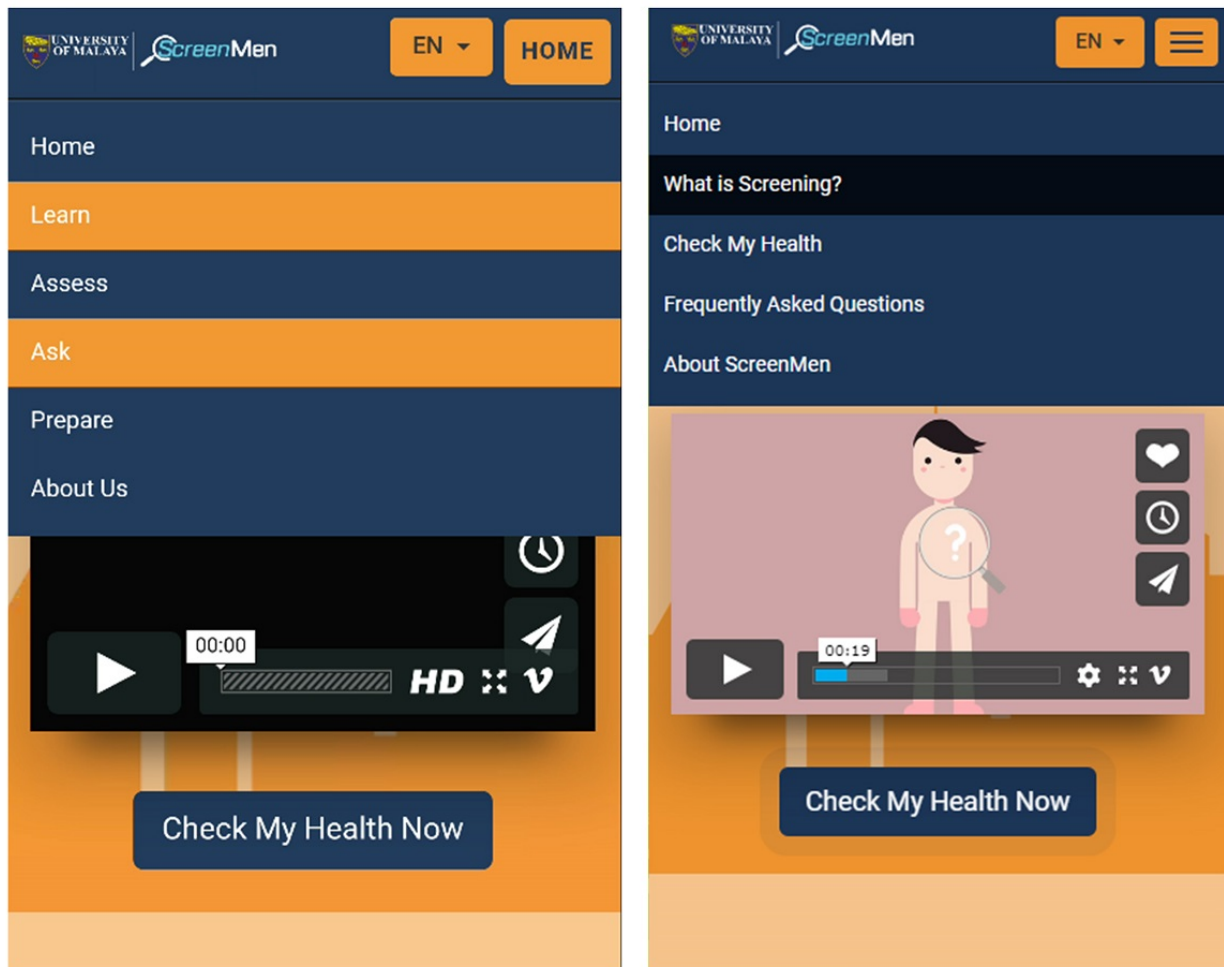 UNIVERSITY
OF MALAYA
ScreenMen
EN
HOME
Home
Learn
Assess
Ask
Prepare
About Us
00:00
HD
Check My Health Now
UNIVERSITY
OF MALAYA
ScreenMen
EN
Home
What is Screening?
Check My Health
Frequently Asked Questions
About ScreenMen
?
00:19
Check My Health Now